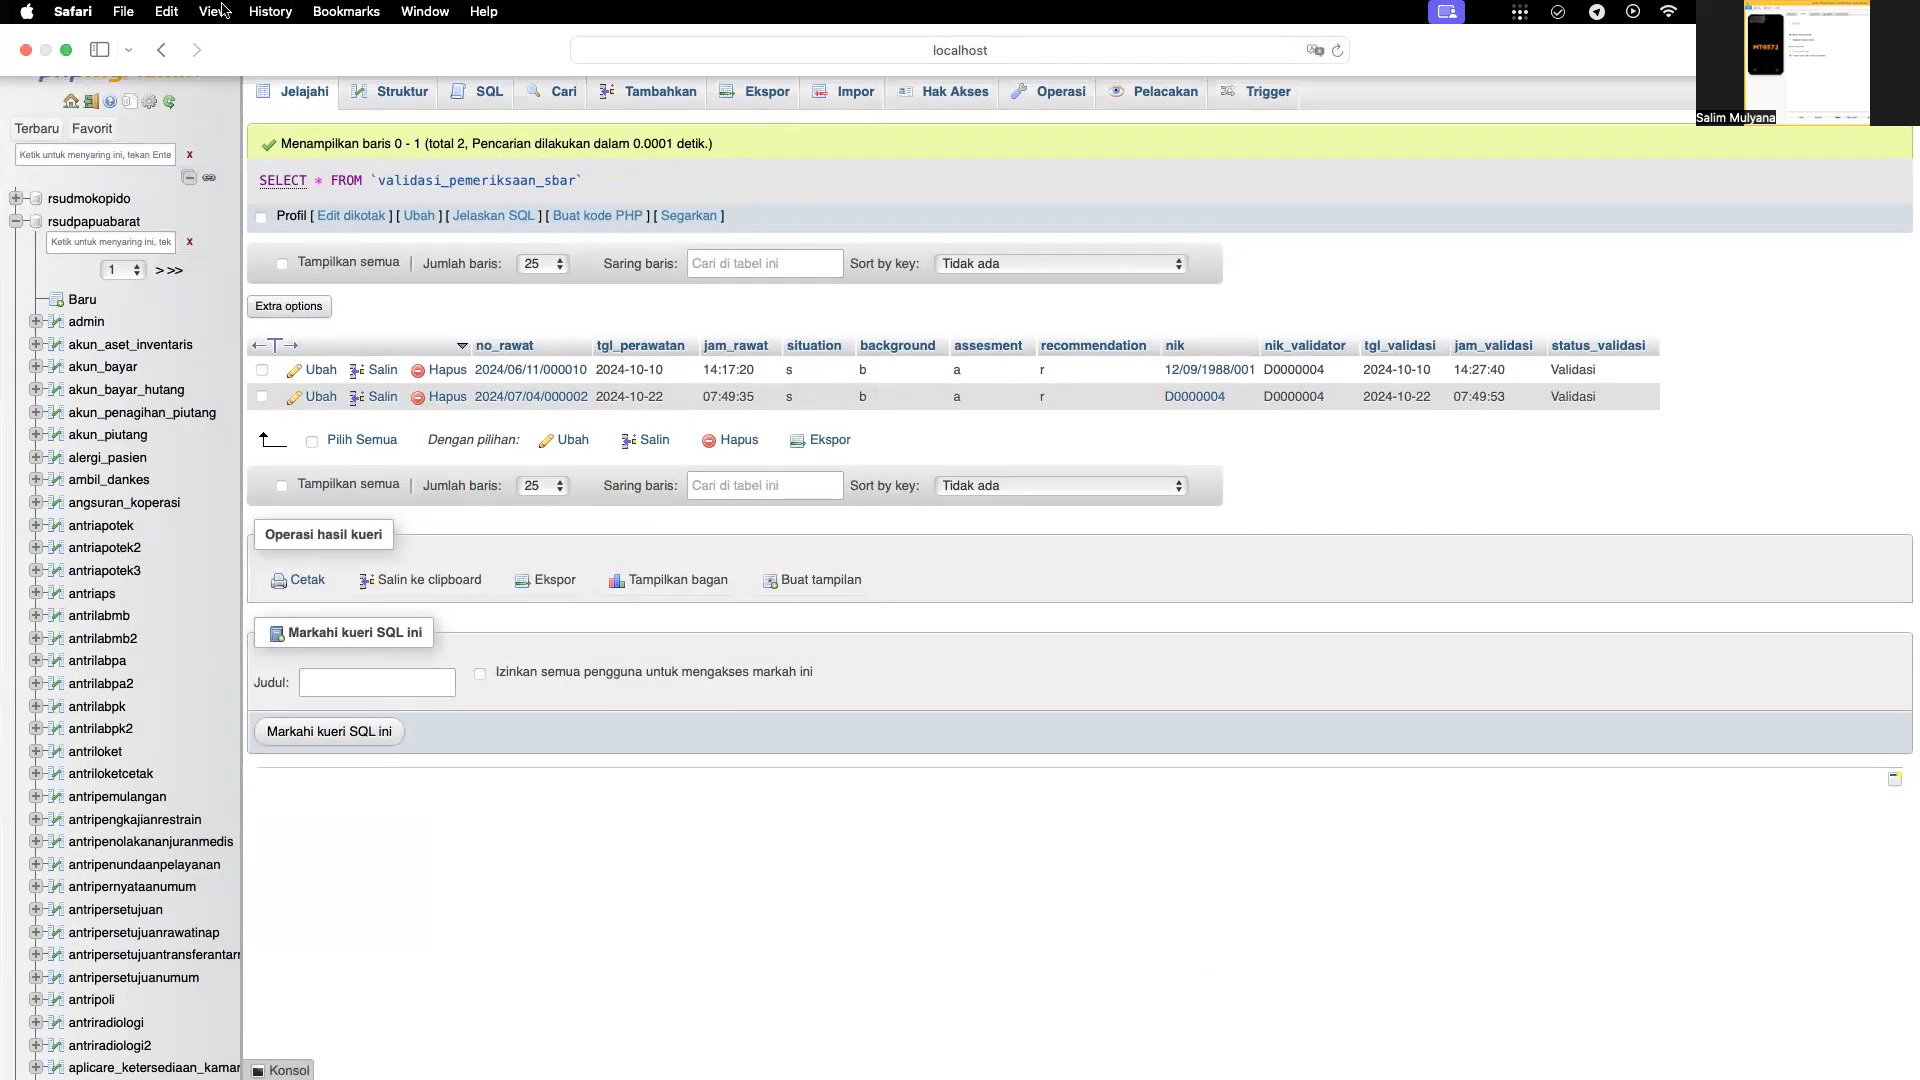 Safari File Edit View History Bookmarks Window Help
localhost
MT6572
Salim Mulyana
Jelajahi Struktur SQL Cari Tambahkan Ekspor Impor Hak Akses Operasi Pelacakan Trigger
Terbaru Favorit
Ketik untuk menyaring ini, tekan Ente X
rsudmokopido
rsudpapuabarat
Ketik untuk menyaring ini, tek X
1 > >>
Baru
admin
akun_aset_inventaris
akun_bayar
akun_bayar_hutang
akun_penagihan_piutang
akun_piutang
alergi_pasien
ambil_dankes
angsuran_koperasi
antriapotek
antriapotek2
antriapotek3
antriaps
antrilabmb
antrilabmb2
antrilabpa
antrilabpa2
antrilabpk
antrilabpk2
antriloket
antriloketcetak
antripemulangan
antripengkajianrestrain
antripenolakananjuranmedis
antripenundaanpelayanan
antripernyataanumum
antripersetujuan
antripersetujuanrawatinap
antripersetujuantransferantarr
antripersetujuanumum
antripoli
antriradiologi
antriradiologi2
aplicare_ketersediaan_kamar
Menampilkan baris 0 - 1 (total 2, Pencarian dilakukan dalam 0.0001 detik.)
SELECT * FROM `validasi_pemeriksaan_sbar`
Profil [ Edit dikotak ] [ Ubah ] [ Jelaskan SQL ] [ Buat kode PHP ] [ Segarkan ]
Tampilkan semua | Jumlah baris: 25 Saring baris: Cari di tabel ini Sort by key: Tidak ada
Extra options
←T→ no_rawat tgl_perawatan jam_rawat situation background assesment recommendation nik nik_validator tgl_validasi jam_validasi status_validasi
Ubah Salin Hapus 2024/06/11/000010 2024-10-10 14:17:20 s b a r 12/09/1988/001 D0000004 2024-10-10 14:27:40 Validasi
Ubah Salin Hapus 2024/07/04/000002 2024-10-22 07:49:35 s b a r D0000004 D0000004 2024-10-22 07:49:53 Validasi
Pilih Semua Dengan pilihan: Ubah Salin Hapus Ekspor
Tampilkan semua | Jumlah baris: 25 Saring baris: Cari di tabel ini Sort by key: Tidak ada
Operasi hasil kueri
Cetak Salin ke clipboard Ekspor Tampilkan bagan Buat tampilan
Markahi kueri SQL ini
Judul: Izinkan semua pengguna untuk mengakses markah ini
Markahi kueri SQL ini
Konsol